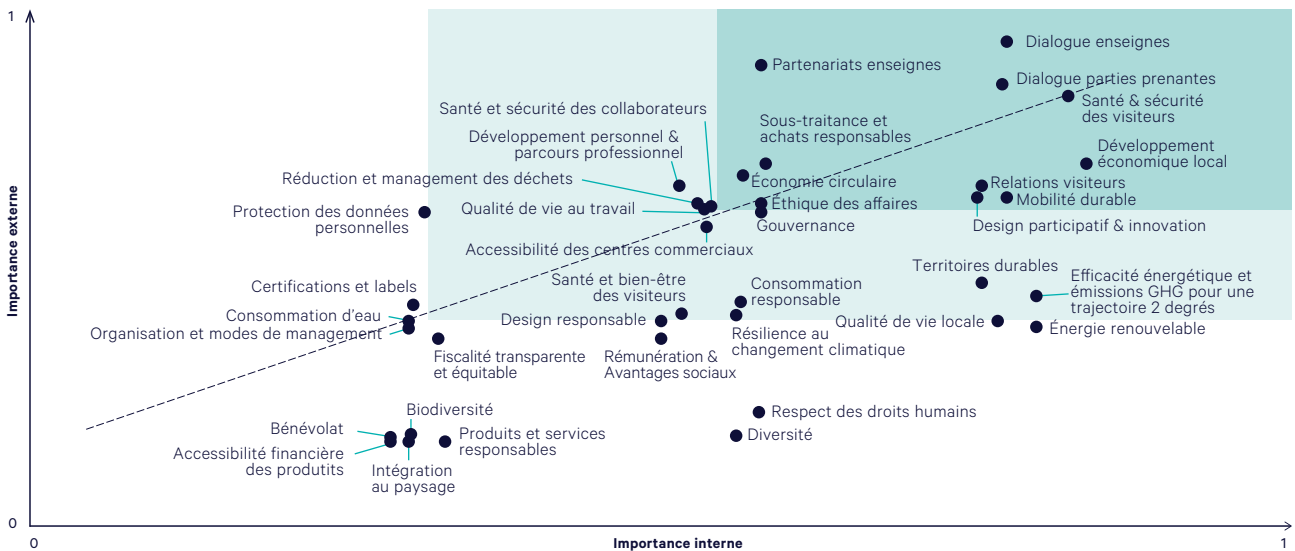 1
Dialogue enseignes
Partenariats enseignes
Dialogue parties prenantes
Santé & sécurité
des visiteurs
Santé et sécurité des collaborateurs
Sous-traitance et
achats responsables
Développement personnel &
parcours professionnel
Développement
économique local
Réduction et management des déchets
Économie circulaire
Relations visiteurs
Mobilité durable
Qualité de vie au travail
Éthique des affaires
Protection des données
personnelles
Gouvernance
Design participatif & innovation
Accessibilité des centres commerciaux
Importance externe
Territoires durables
Santé et bien-être
des visiteurs
Consommation
responsable
Efficacité énergétique et
émissions GHG pour une
trajectoire 2 degrés
Certifications et labels
Consommation d’eau
Organisation et modes de management
Design responsable
Qualité de vie locale
Énergie renouvelable
Résilience au
changement climatique
Fiscalité transparente
et équitable
Rémunération &
Avantages sociaux
Biodiversité
Respect des droits humains
Bénévolat
Produits et services
responsables
Diversité
Accessibilité financière
des produtits
Intégration
au paysage
0
0
Importance interne
1